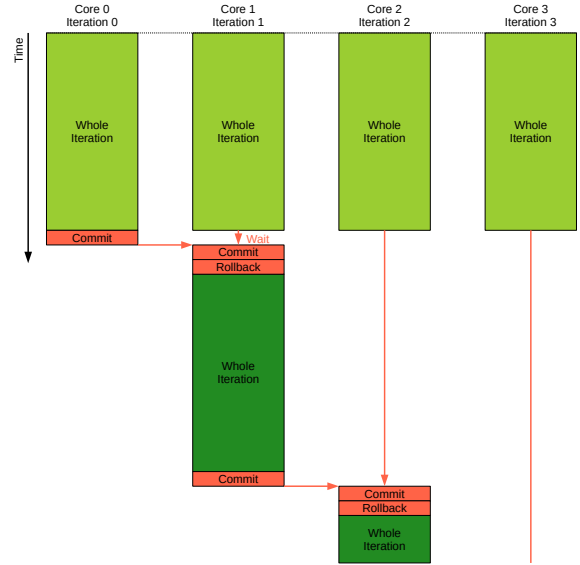 Core 0
Iteration 0
Core 1
Iteration 1
Core 2
Iteration 2
Core 3
Iteration 3
Time
Whole
Iteration
Whole
Iteration
Whole
Iteration
Whole
Iteration
Commit
Wait
Commit
Rollback
Whole
Iteration
Commit
Commit
Rollback
Whole
Iteration